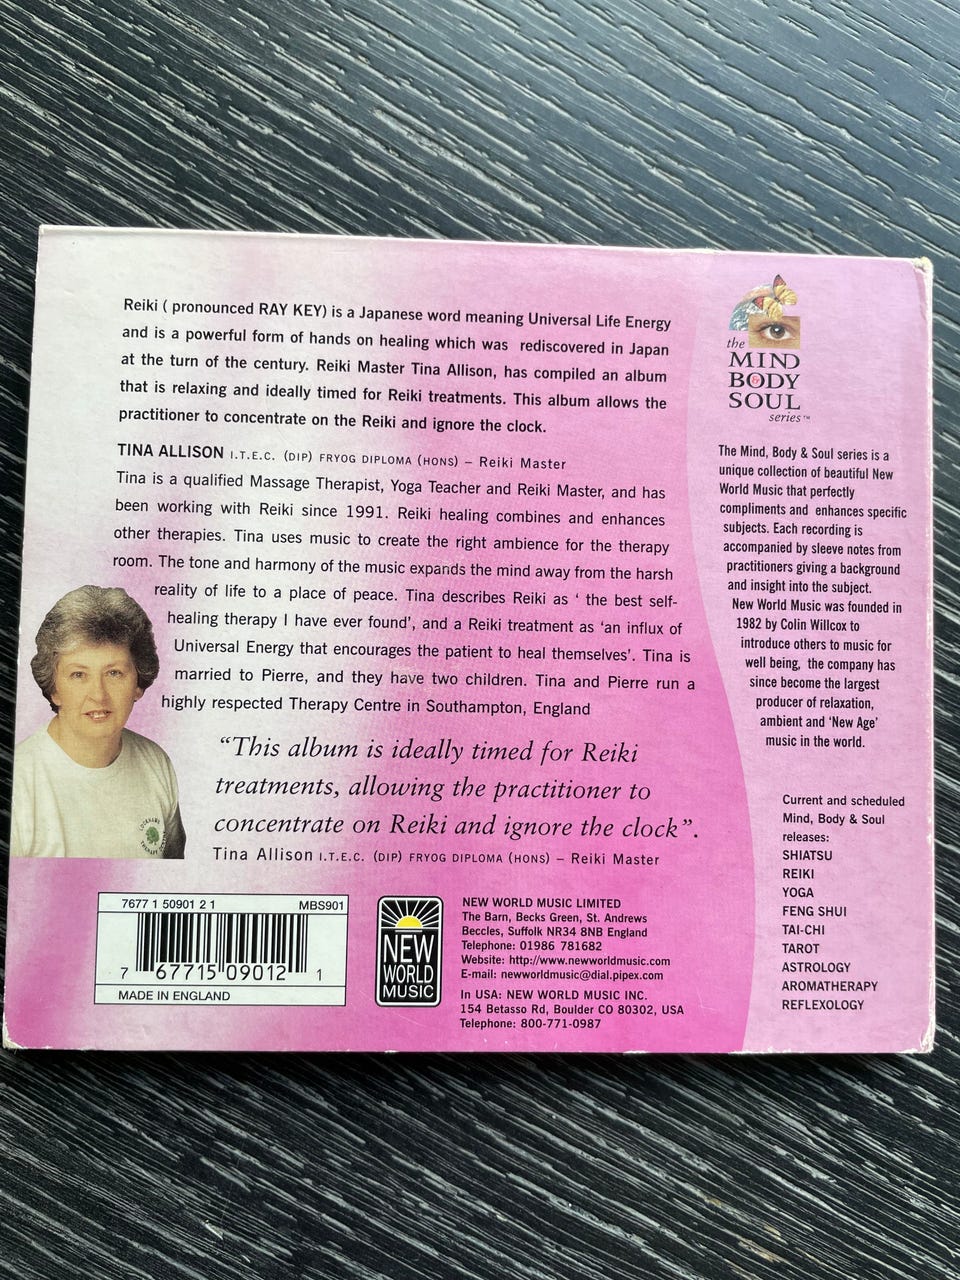 Reiki ( pronounced RAY KEY) is a Japanese word meaning Universal Life Energy
and is a powerful form of hands on healing which was rediscovered in Japan
at the turn of the century. Reiki Master Tina Allison, has compiled an album
that is relaxing and ideally timed for Reiki treatments. This album allows the
practitioner to concentrate on the Reiki and ignore the clock.
TINA ALLISON I.T.E.C. (DIP) FRYOG DIPLOMA (HONS) – Reiki Master
Tina is a qualified Massage Therapist, Yoga Teacher and Reiki Master, and has
been working with Reiki since 1991. Reiki healing combines and enhances
other therapies. Tina uses music to create the right ambience for the therapy
room. The tone and harmony of the music expands the mind away from the harsh
reality of life to a place of peace. Tina describes Reiki as ‘ the best self-
healing therapy I have ever found’, and a Reiki treatment as ‘an influx of
Universal Energy that encourages the patient to heal themselves’. Tina is
married to Pierre, and they have two children. Tina and Pierre run a
highly respected Therapy Centre in Southampton, England
“This album is ideally timed for Reiki
treatments, allowing the practitioner to
concentrate on Reiki and ignore the clock”.
Tina Allison I.T.E.C. (DIP) FRYOG DIPLOMA (HONS) – Reiki Master
7677 1 50901 2 1 MBS901
7 67715 09012 1
MADE IN ENGLAND
NEW
WORLD
MUSIC
NEW WORLD MUSIC LIMITED
The Barn, Becks Green, St. Andrews
Beccles, Suffolk NR34 8NB England
Telephone: 01986 781682
Website: http://www.newworldmusic.com
E-mail: newworldmusic@dial.pipex.com
In USA: NEW WORLD MUSIC INC.
154 Betasso Rd, Boulder CO 80302, USA
Telephone: 800-771-0987
the
MIND
BODY
&
SOUL
series™
The Mind, Body & Soul series is a
unique collection of beautiful New
World Music that perfectly
compliments and enhances specific
subjects. Each recording is
accompanied by sleeve notes from
practitioners giving a background
and insight into the subject.
New World Music was founded in
1982 by Colin Willcox to
introduce others to music for
well being, the company has
since become the largest
producer of relaxation,
ambient and ‘New Age’
music in the world.
Current and scheduled
Mind, Body & Soul
releases:
SHIATSU
REIKI
YOGA
FENG SHUI
TAI-CHI
TAROT
ASTROLOGY
AROMATHERAPY
REFLEXOLOGY